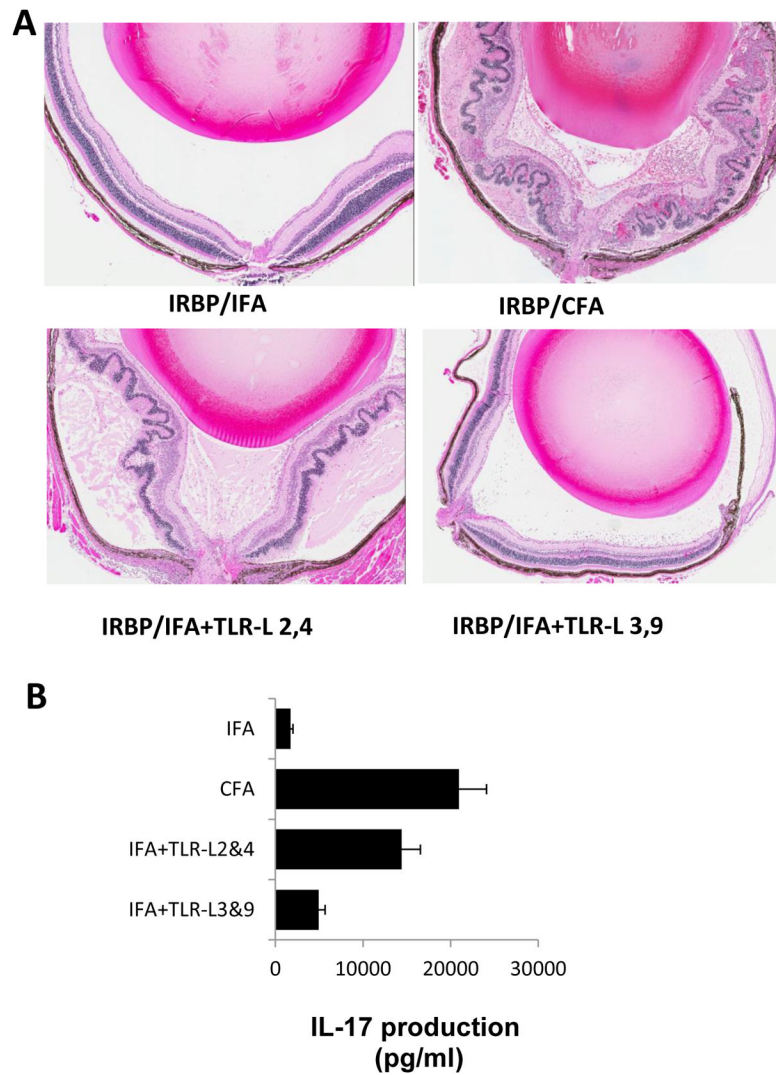 A
IRBP/IFA
IRBP/CFA
IRBP/IFA+TLR-L 2,4
IRBP/IFA+TLR-L 3,9
B
IFA
CFA
IFA+TLR-L2&4
IFA+TLR-L3&9
0 10000 20000 30000
IL-17 production
(pg/ml)